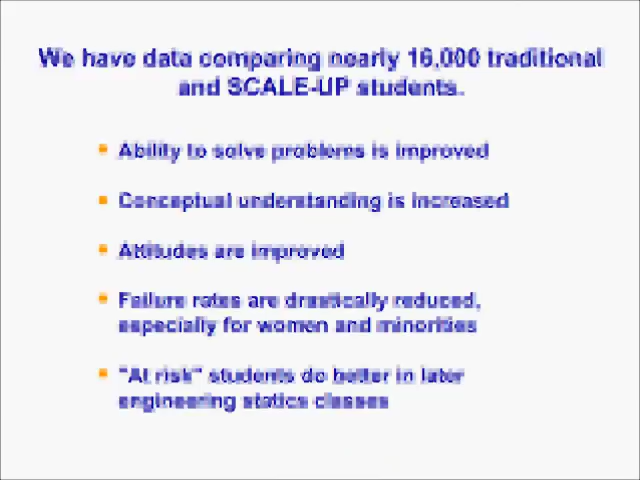 We have data comparing nearly 16,000 traditional
and SCALE-UP students.
Ability to solve problems is improved
Conceptual understanding is increased
Attitudes are improved
Failure rates are drastically reduced,
especially for women and minorities
"At risk" students do better in later
engineering statics classes